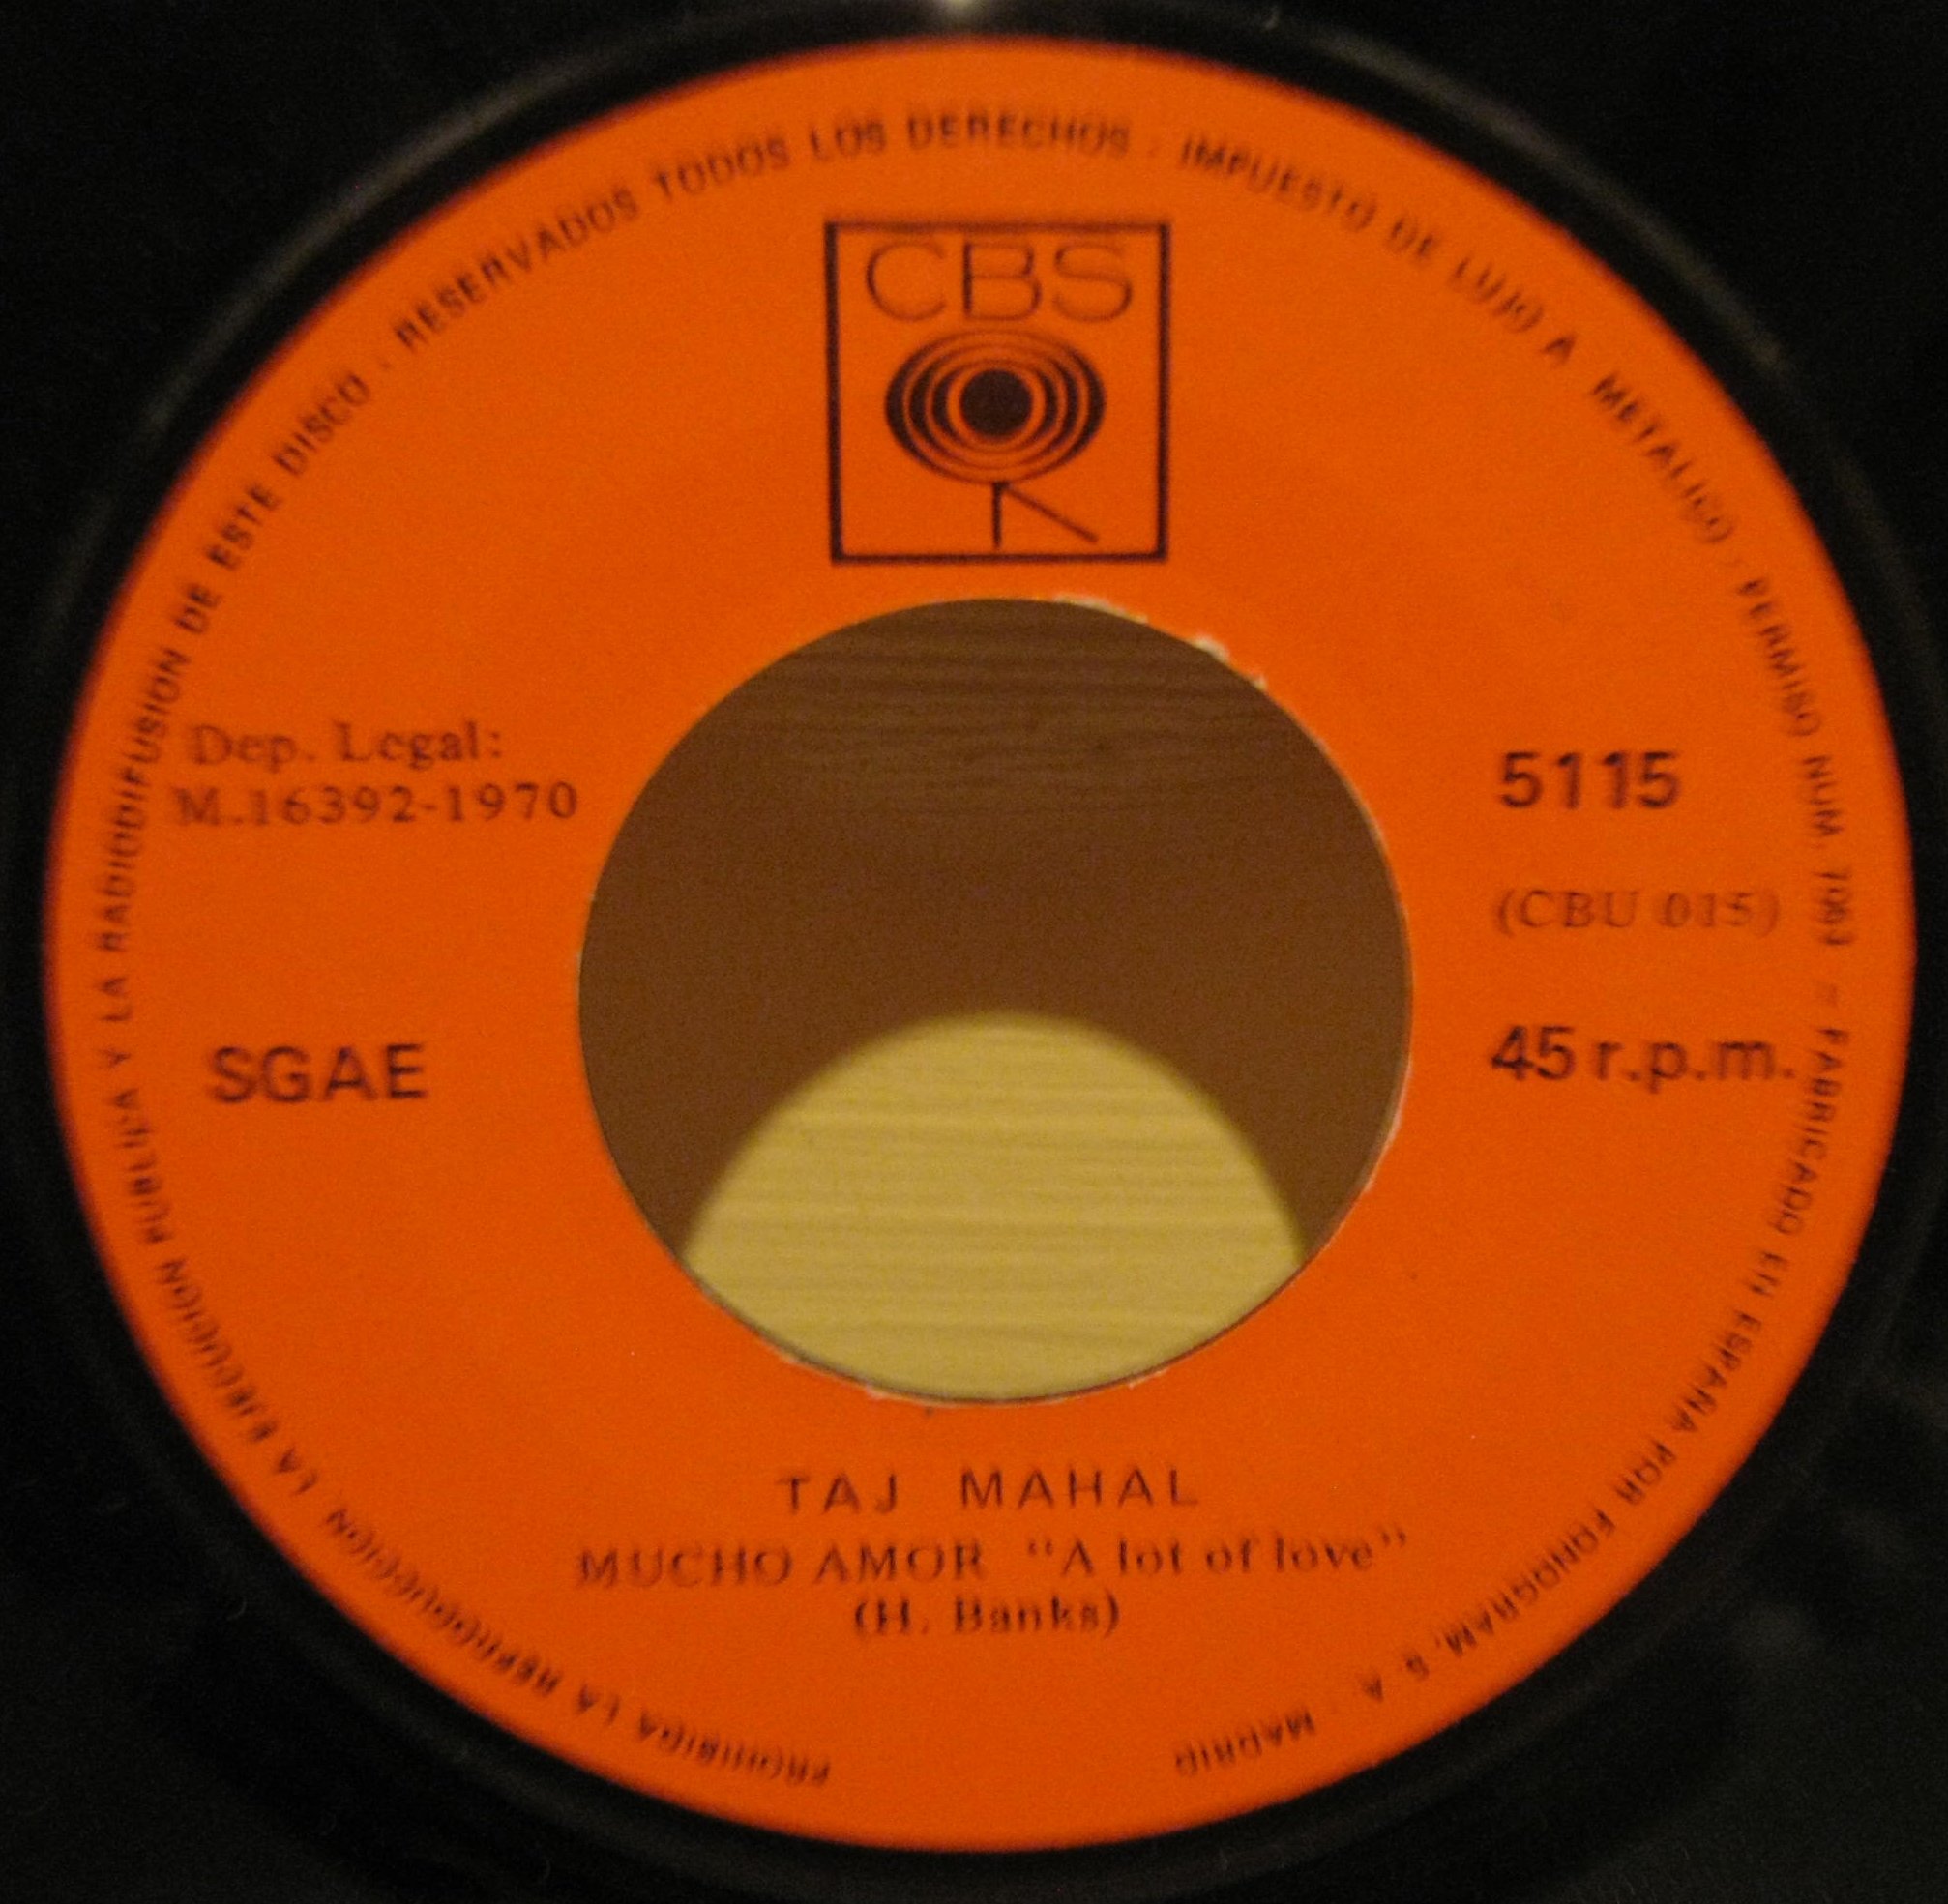 PROHIBIDA LA REPRODUCCION, LA EJECUCION PUBLICA Y LA RADIODIFUSION DE ESTE DISCO · RESERVADOS TODOS LOS DERECHOS · IMPUESTO DE LUJO A METALICO · PERMISO NUM. 1963 = FABRICADO EN ESPAÑA POR FONOGRAM, S. A. · MADRID
CBS
Dep. Legal:
M.16392-1970
SGAE
5115
(CBU 015)
45 r.p.m.
TAJ MAHAL
MUCHO AMOR "A lot of love"
(H. Banks)